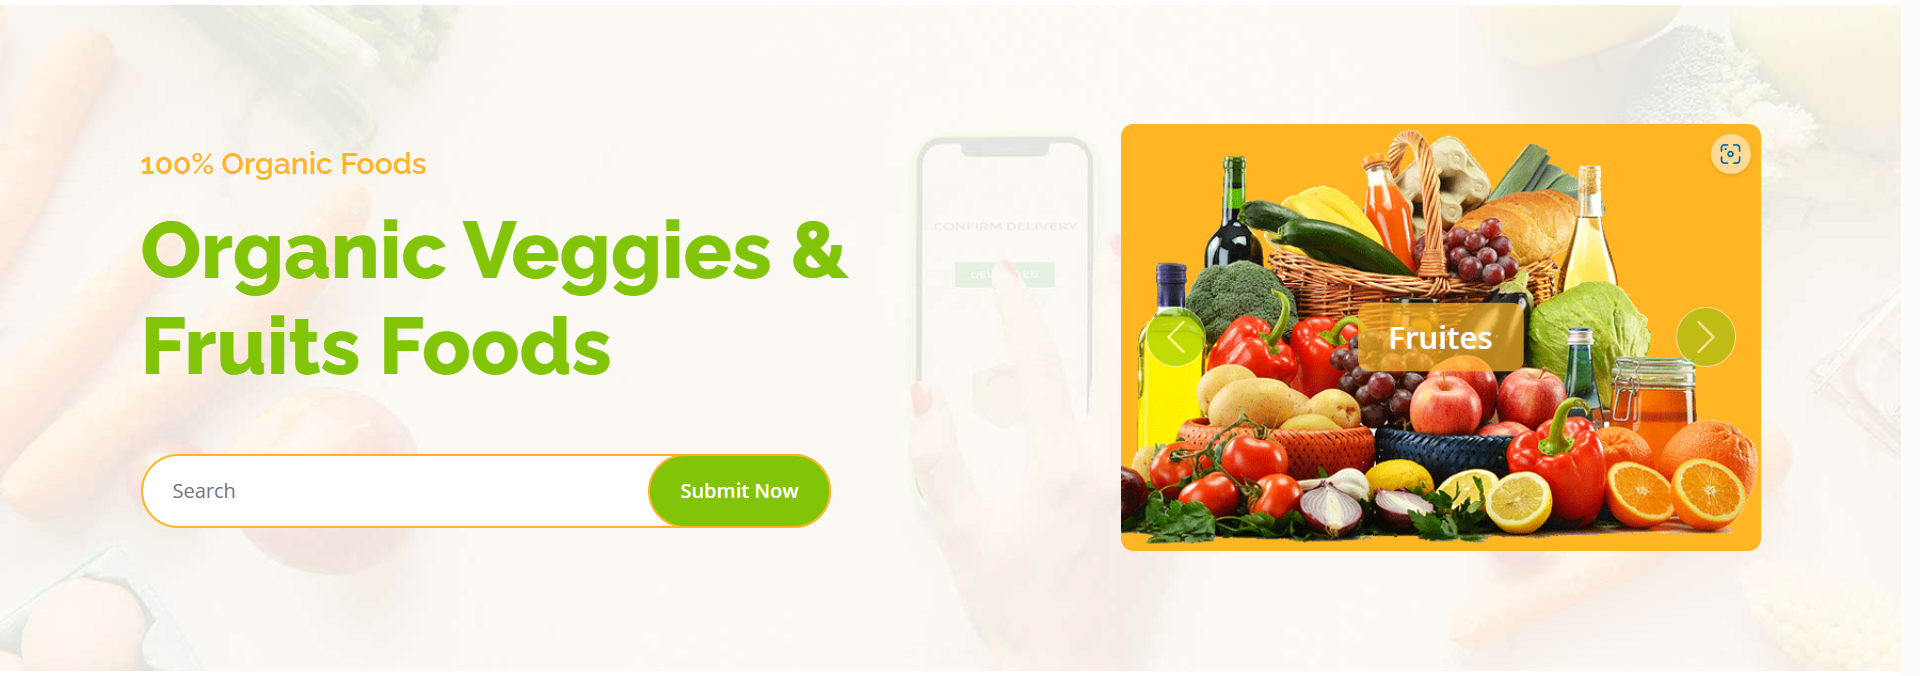 100% Organic Foods
Organic Veggies &
Fruits Foods
Search
Submit Now
CONFIRM DELIVERY
Fruites